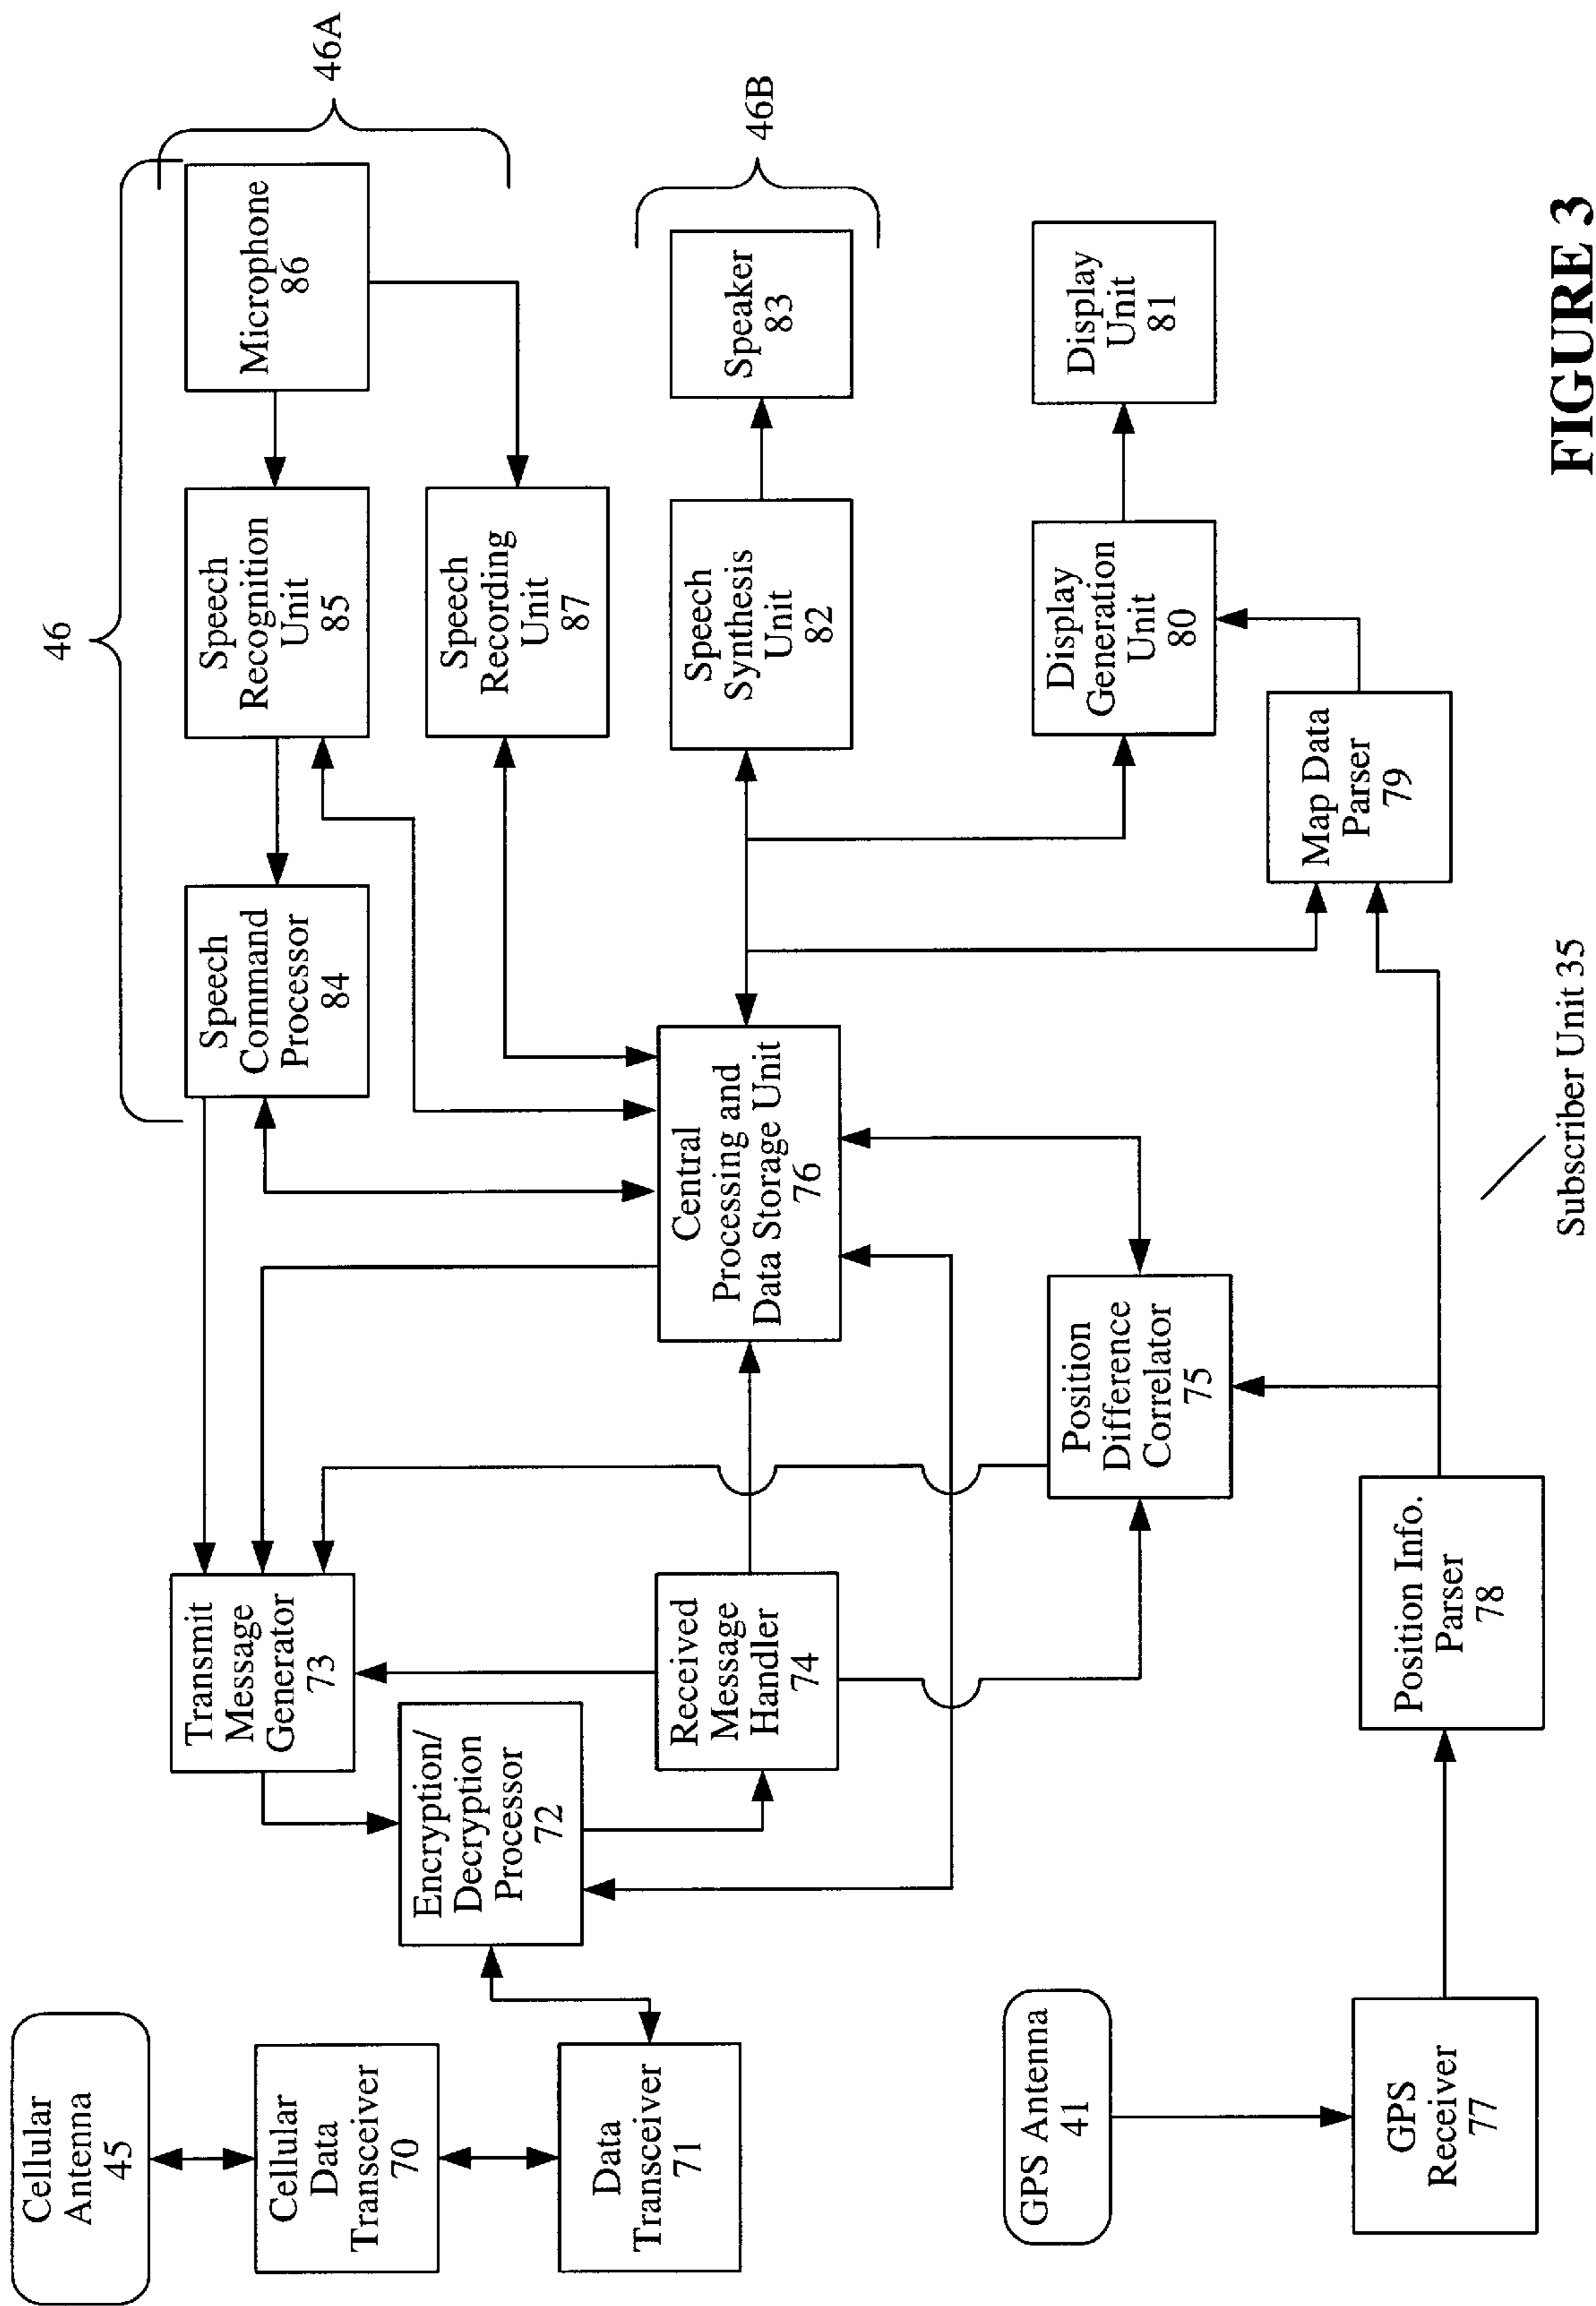 Cellular
Antenna
45
Cellular
Data
Transceiver
70
Data
Transceiver
71
Encryption/
Decryption
Processor
72
Transmit
Message
Generator
73
Received
Message
Handler
74
Central
Processing and
Data Storage Unit
76
Position
Difference
Correlator
75
46
Speech
Command
Processor
84
Speech
Recognition
Unit
85
Microphone
86
46A
Speech
Recording
Unit
87
Speech
Synthesis
Unit
82
Speaker
83
46B
Display
Generation
Unit
80
Display
Unit
81
Map Data
Parser
79
GPS Antenna
41
GPS
Receiver
77
Position Info.
Parser
78
Subscriber Unit 35
FIGURE 3